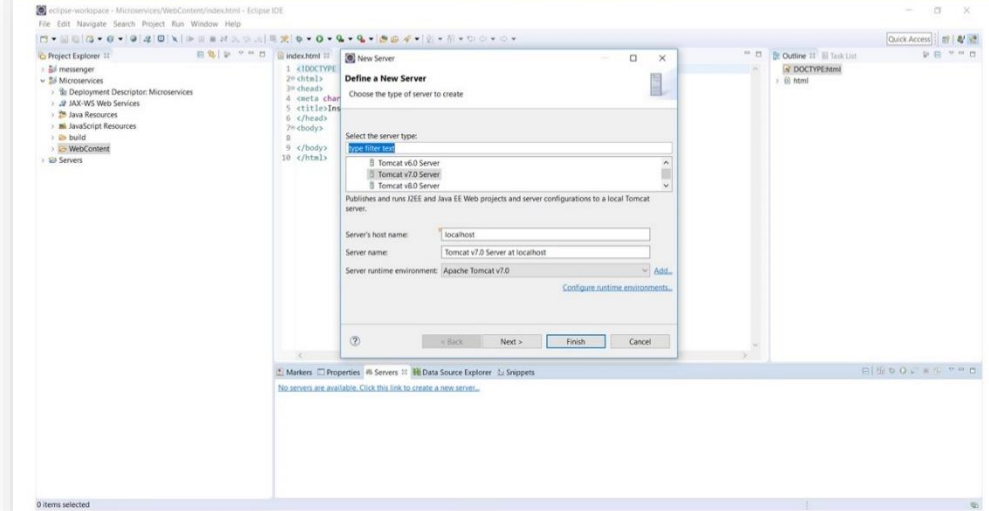 eclipse-workspace - Microservices/WebContent/index.html - Eclipse IDE
File Edit Navigate Search Project Run Window Help
Quick Access
Project Explorer
messenger
Microservices
Deployment Descriptor: Microservices
JAX-WS Web Services
Java Resources
JavaScript Resources
build
WebContent
Servers
index.html
1 <!DOCTYPE
2 <html>
3 <head>
4 <meta char
5 <title>Ins
6 </head>
7 <body>
8
9 </body>
10 </html>
New Server
Define a New Server
Choose the type of server to create
Select the server type:
type filter text
Tomcat v6.0 Server
Tomcat v7.0 Server
Tomcat v8.0 Server
Publishes and runs J2EE and Java EE Web projects and server configurations to a local Tomcat
server.
Server's host name: localhost
Server name: Tomcat v7.0 Server at localhost
Server runtime environment: Apache Tomcat v7.0 Add...
Configure runtime environments...
? < Back Next > Finish Cancel
Outline Task List
DOCTYPE:html
html
Markers Properties Servers Data Source Explorer Snippets
No servers are available. Click this link to create a new server...
0 items selected